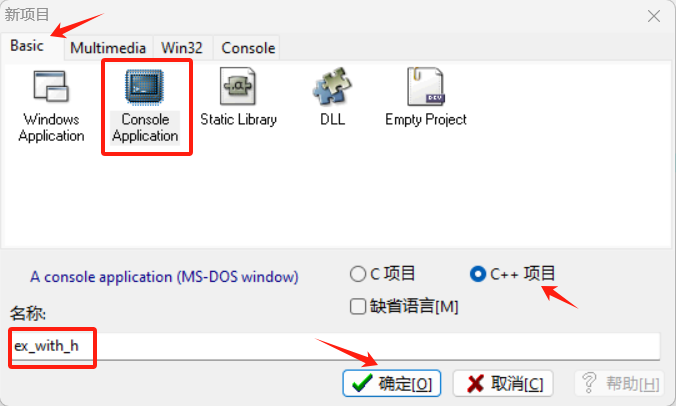 新项目
Basic Multimedia Win32 Console
Windows Application
Console Application
Static Library
DLL
Empty Project
A console application (MS-DOS window)
C 项目
C++ 项目
缺省语言[M]
名称:
ex_with_h
确定[O]
取消[C]
帮助[H]